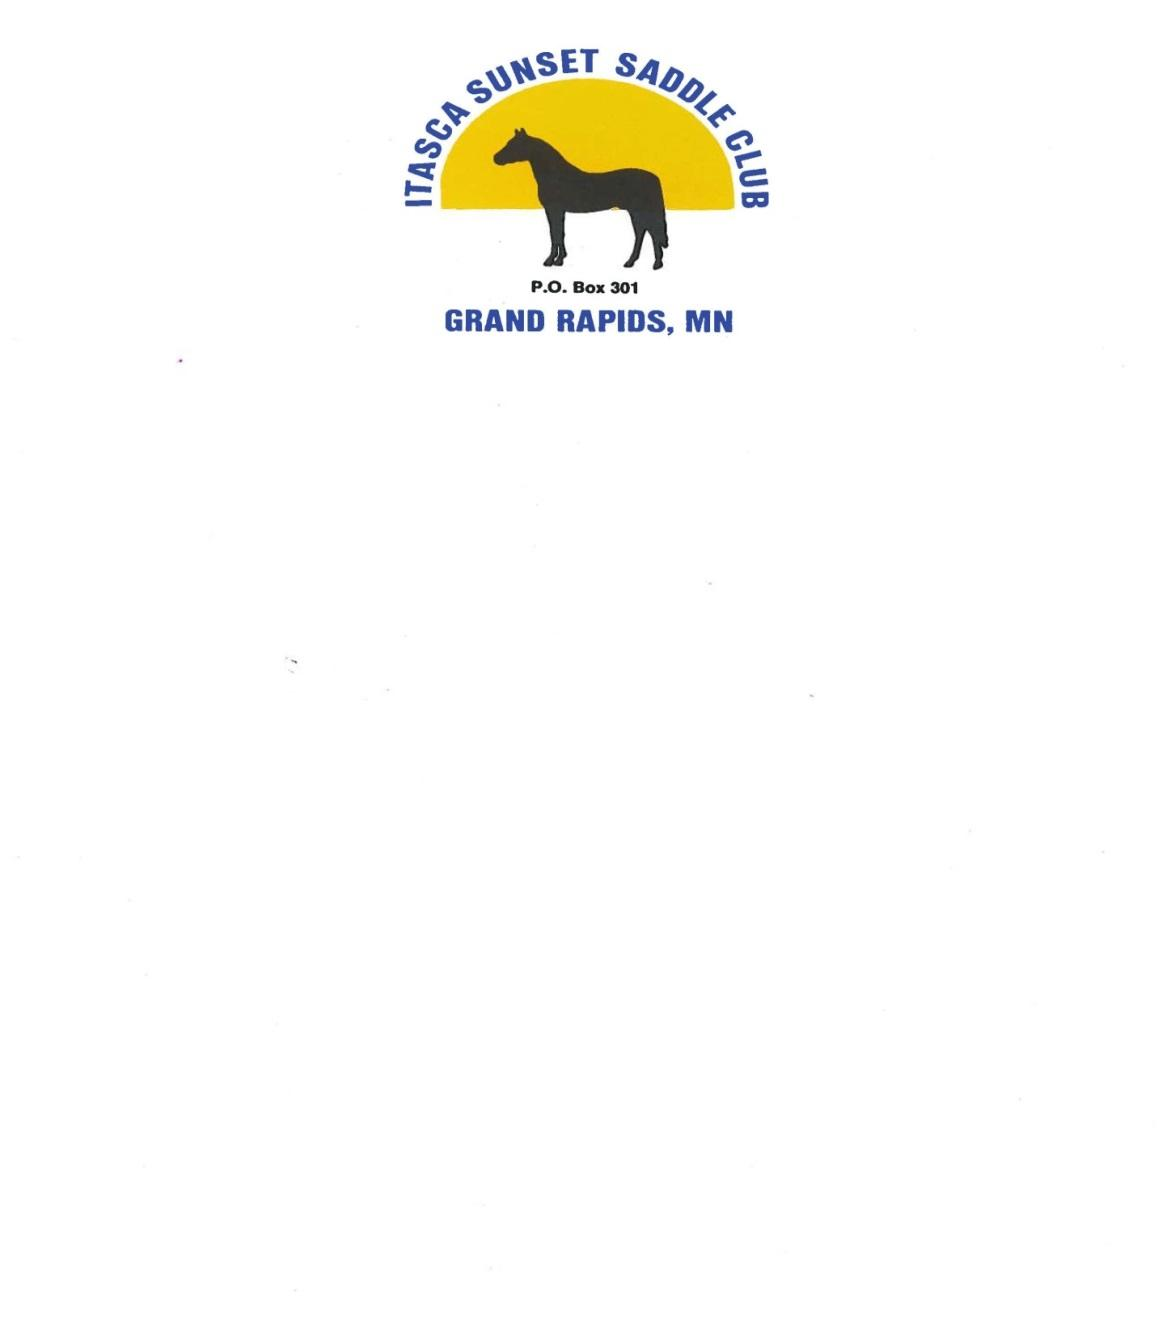 ITASCA SUNSET SADDLE CLUB
P.O. Box 301
GRAND RAPIDS, MN